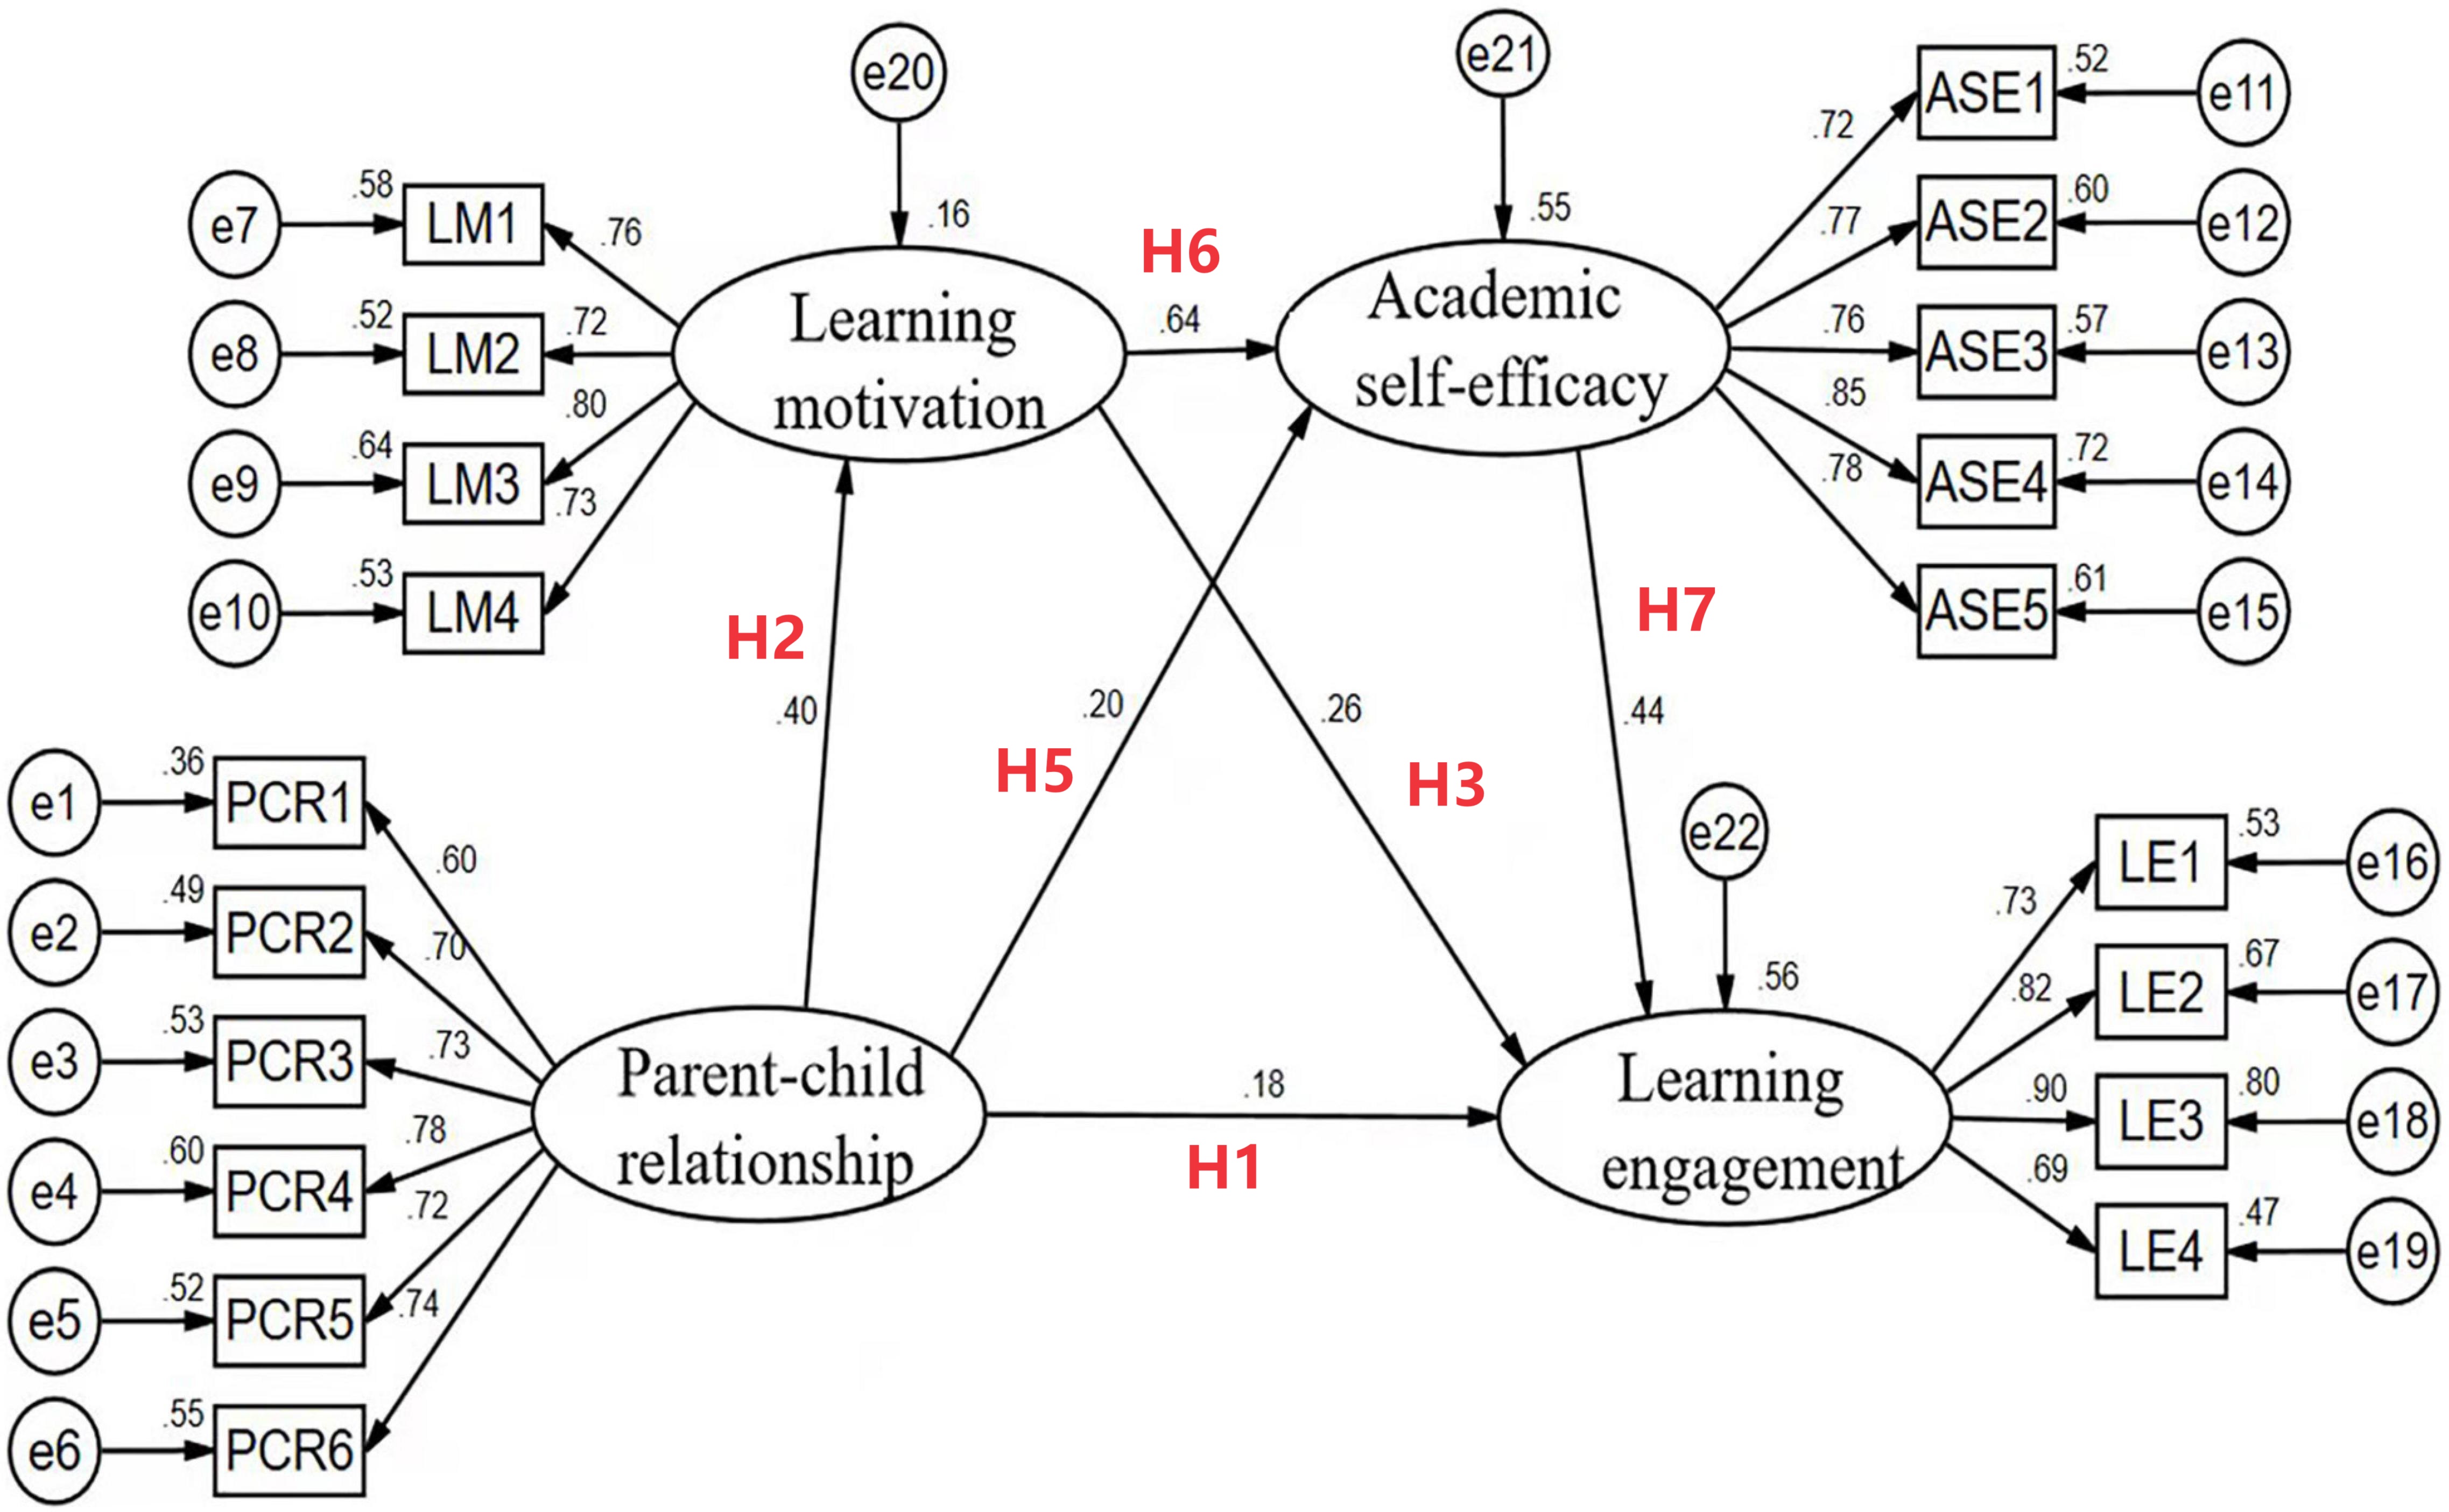 e20
e21
ASE1
.52
e11
.72
e7
.58
LM1
.76
.16
.55
H6
ASE2
.60
e12
.77
e8
.52
LM2
.72
Learning
motivation
.64
Academic
self-efficacy
.76
ASE3
.57
e13
.80
.85
e9
.64
LM3
.73
.78
ASE4
.72
e14
e10
.53
LM4
ASE5
.61
e15
H2
H7
.40
.20
.26
.44
H5
H3
e1
.36
PCR1
.60
e22
LE1
.53
e16
.73
e2
.49
PCR2
.70
.56
.82
LE2
.67
e17
e3
.53
PCR3
.73
Parent-child
relationship
.18
H1
Learning
engagement
.90
LE3
.80
e18
.78
e4
.60
PCR4
.72
.69
LE4
.47
e19
e5
.52
PCR5
.74
e6
.55
PCR6